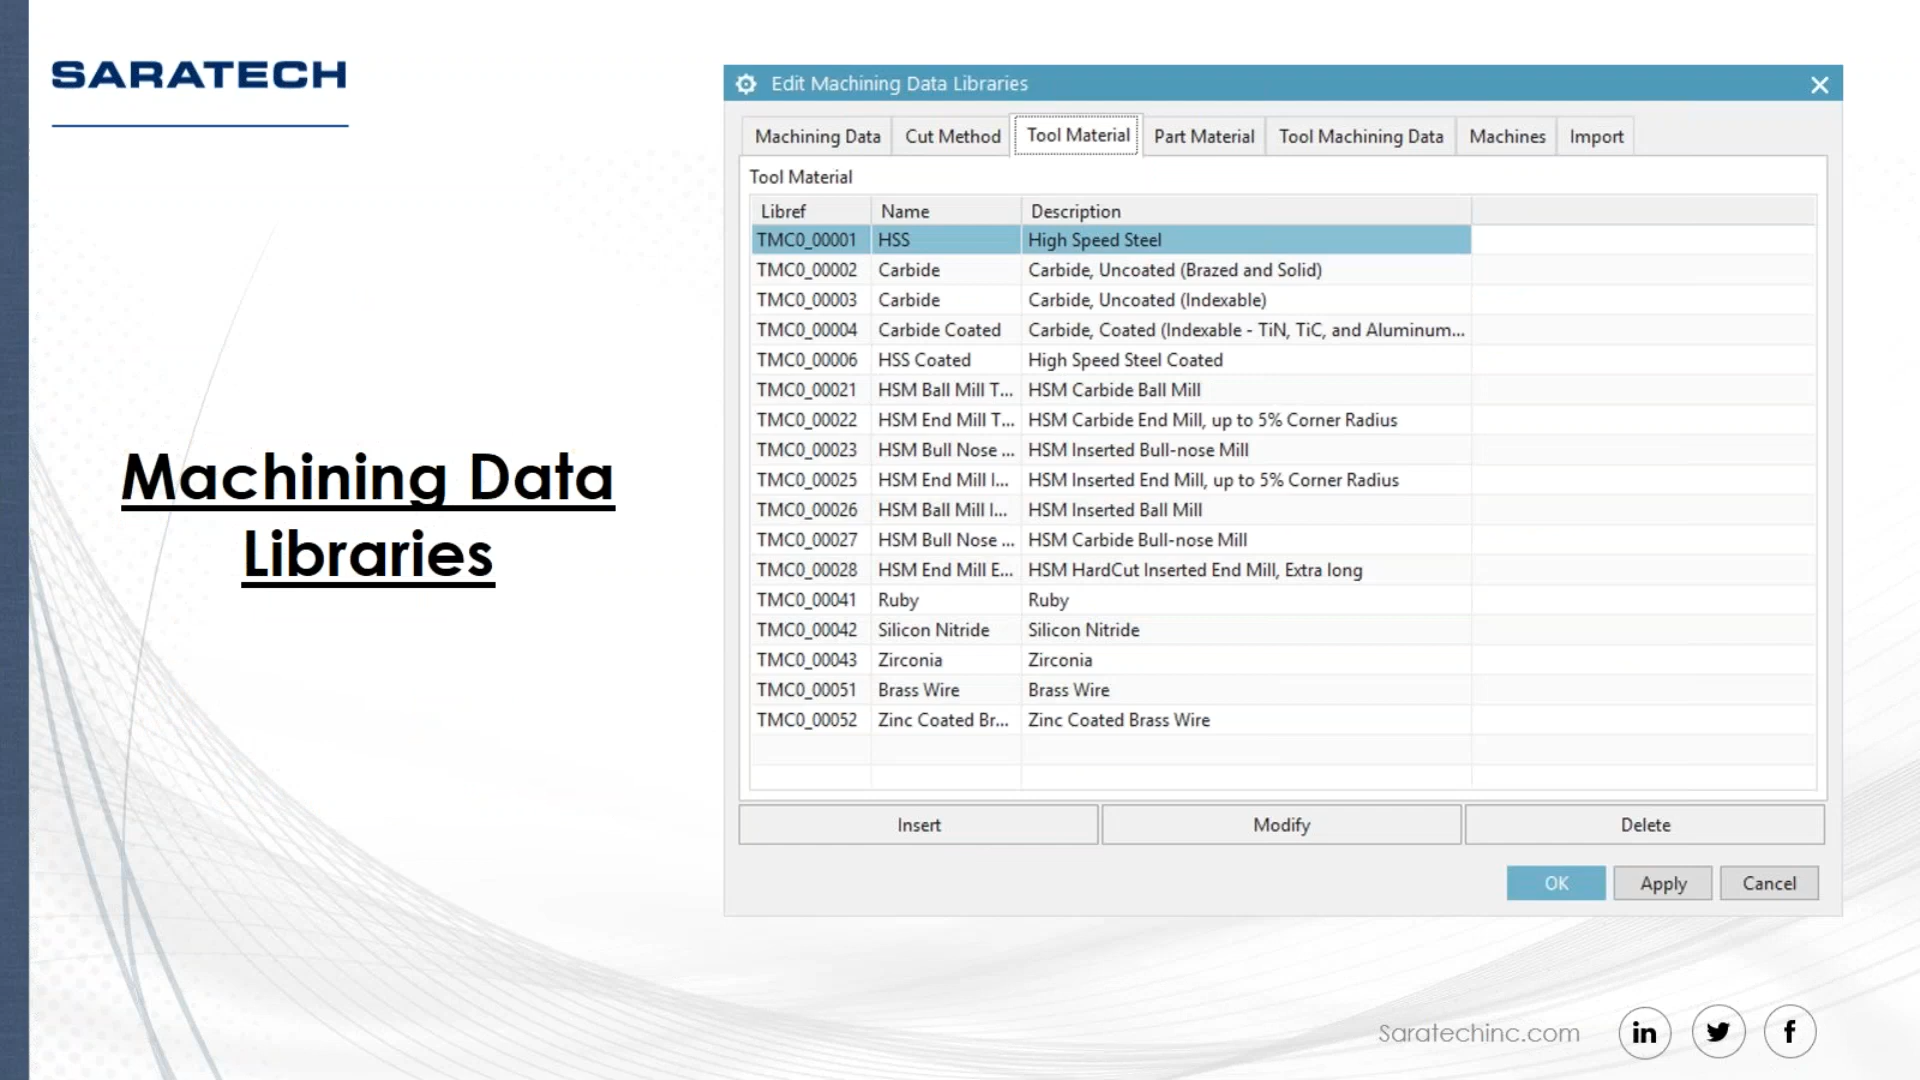 SARATECH
Machining Data
Libraries
Edit Machining Data Libraries
Machining Data Cut Method Tool Material Part Material Tool Machining Data Machines Import
Tool Material
Libref Name Description
TMC0_00001 HSS High Speed Steel
TMC0_00002 Carbide Carbide, Uncoated (Brazed and Solid)
TMC0_00003 Carbide Carbide, Uncoated (Indexable)
TMC0_00004 Carbide Coated Carbide, Coated (Indexable - TiN, TiC, and Aluminum...
TMC0_00006 HSS Coated High Speed Steel Coated
TMC0_00021 HSM Ball Mill T... HSM Carbide Ball Mill
TMC0_00022 HSM End Mill T... HSM Carbide End Mill, up to 5% Corner Radius
TMC0_00023 HSM Bull Nose ... HSM Inserted Bull-nose Mill
TMC0_00025 HSM End Mill I... HSM Inserted End Mill, up to 5% Corner Radius
TMC0_00026 HSM Ball Mill I... HSM Inserted Ball Mill
TMC0_00027 HSM Bull Nose ... HSM Carbide Bull-nose Mill
TMC0_00028 HSM End Mill E... HSM HardCut Inserted End Mill, Extra long
TMC0_00041 Ruby Ruby
TMC0_00042 Silicon Nitride Silicon Nitride
TMC0_00043 Zirconia Zirconia
TMC0_00051 Brass Wire Brass Wire
TMC0_00052 Zinc Coated Br... Zinc Coated Brass Wire
Insert Modify Delete
OK Apply Cancel
Saratechinc.com in f